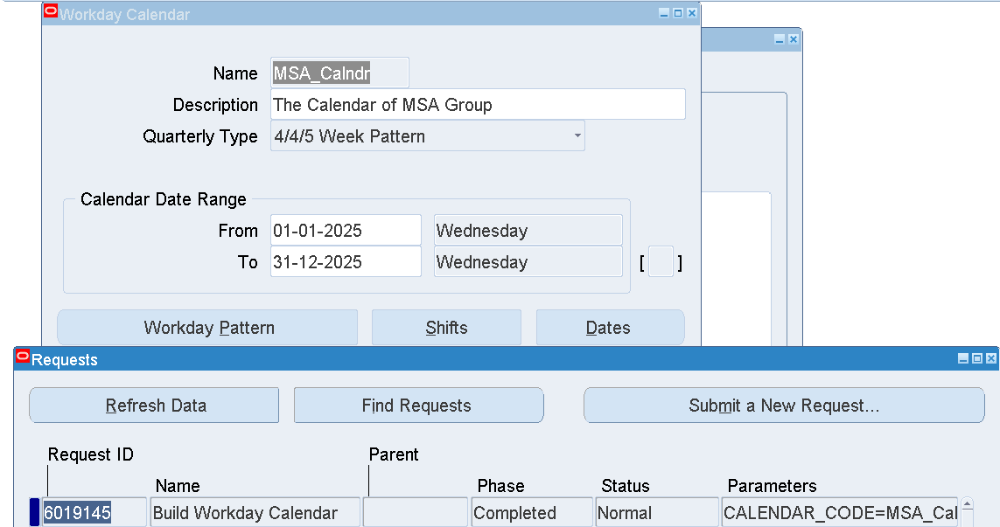 Workday Calendar
Name MSA_Calndr
Description The Calendar of MSA Group
Quarterly Type 4/4/5 Week Pattern
Calendar Date Range
From 01-01-2025 Wednesday
To 31-12-2025 Wednesday [ ]
Workday Pattern Shifts Dates
Requests
Refresh Data Find Requests Submit a New Request...
Request ID Parent
Name Phase Status Parameters
6019145 Build Workday Calendar Completed Normal CALENDAR_CODE=MSA_Cal